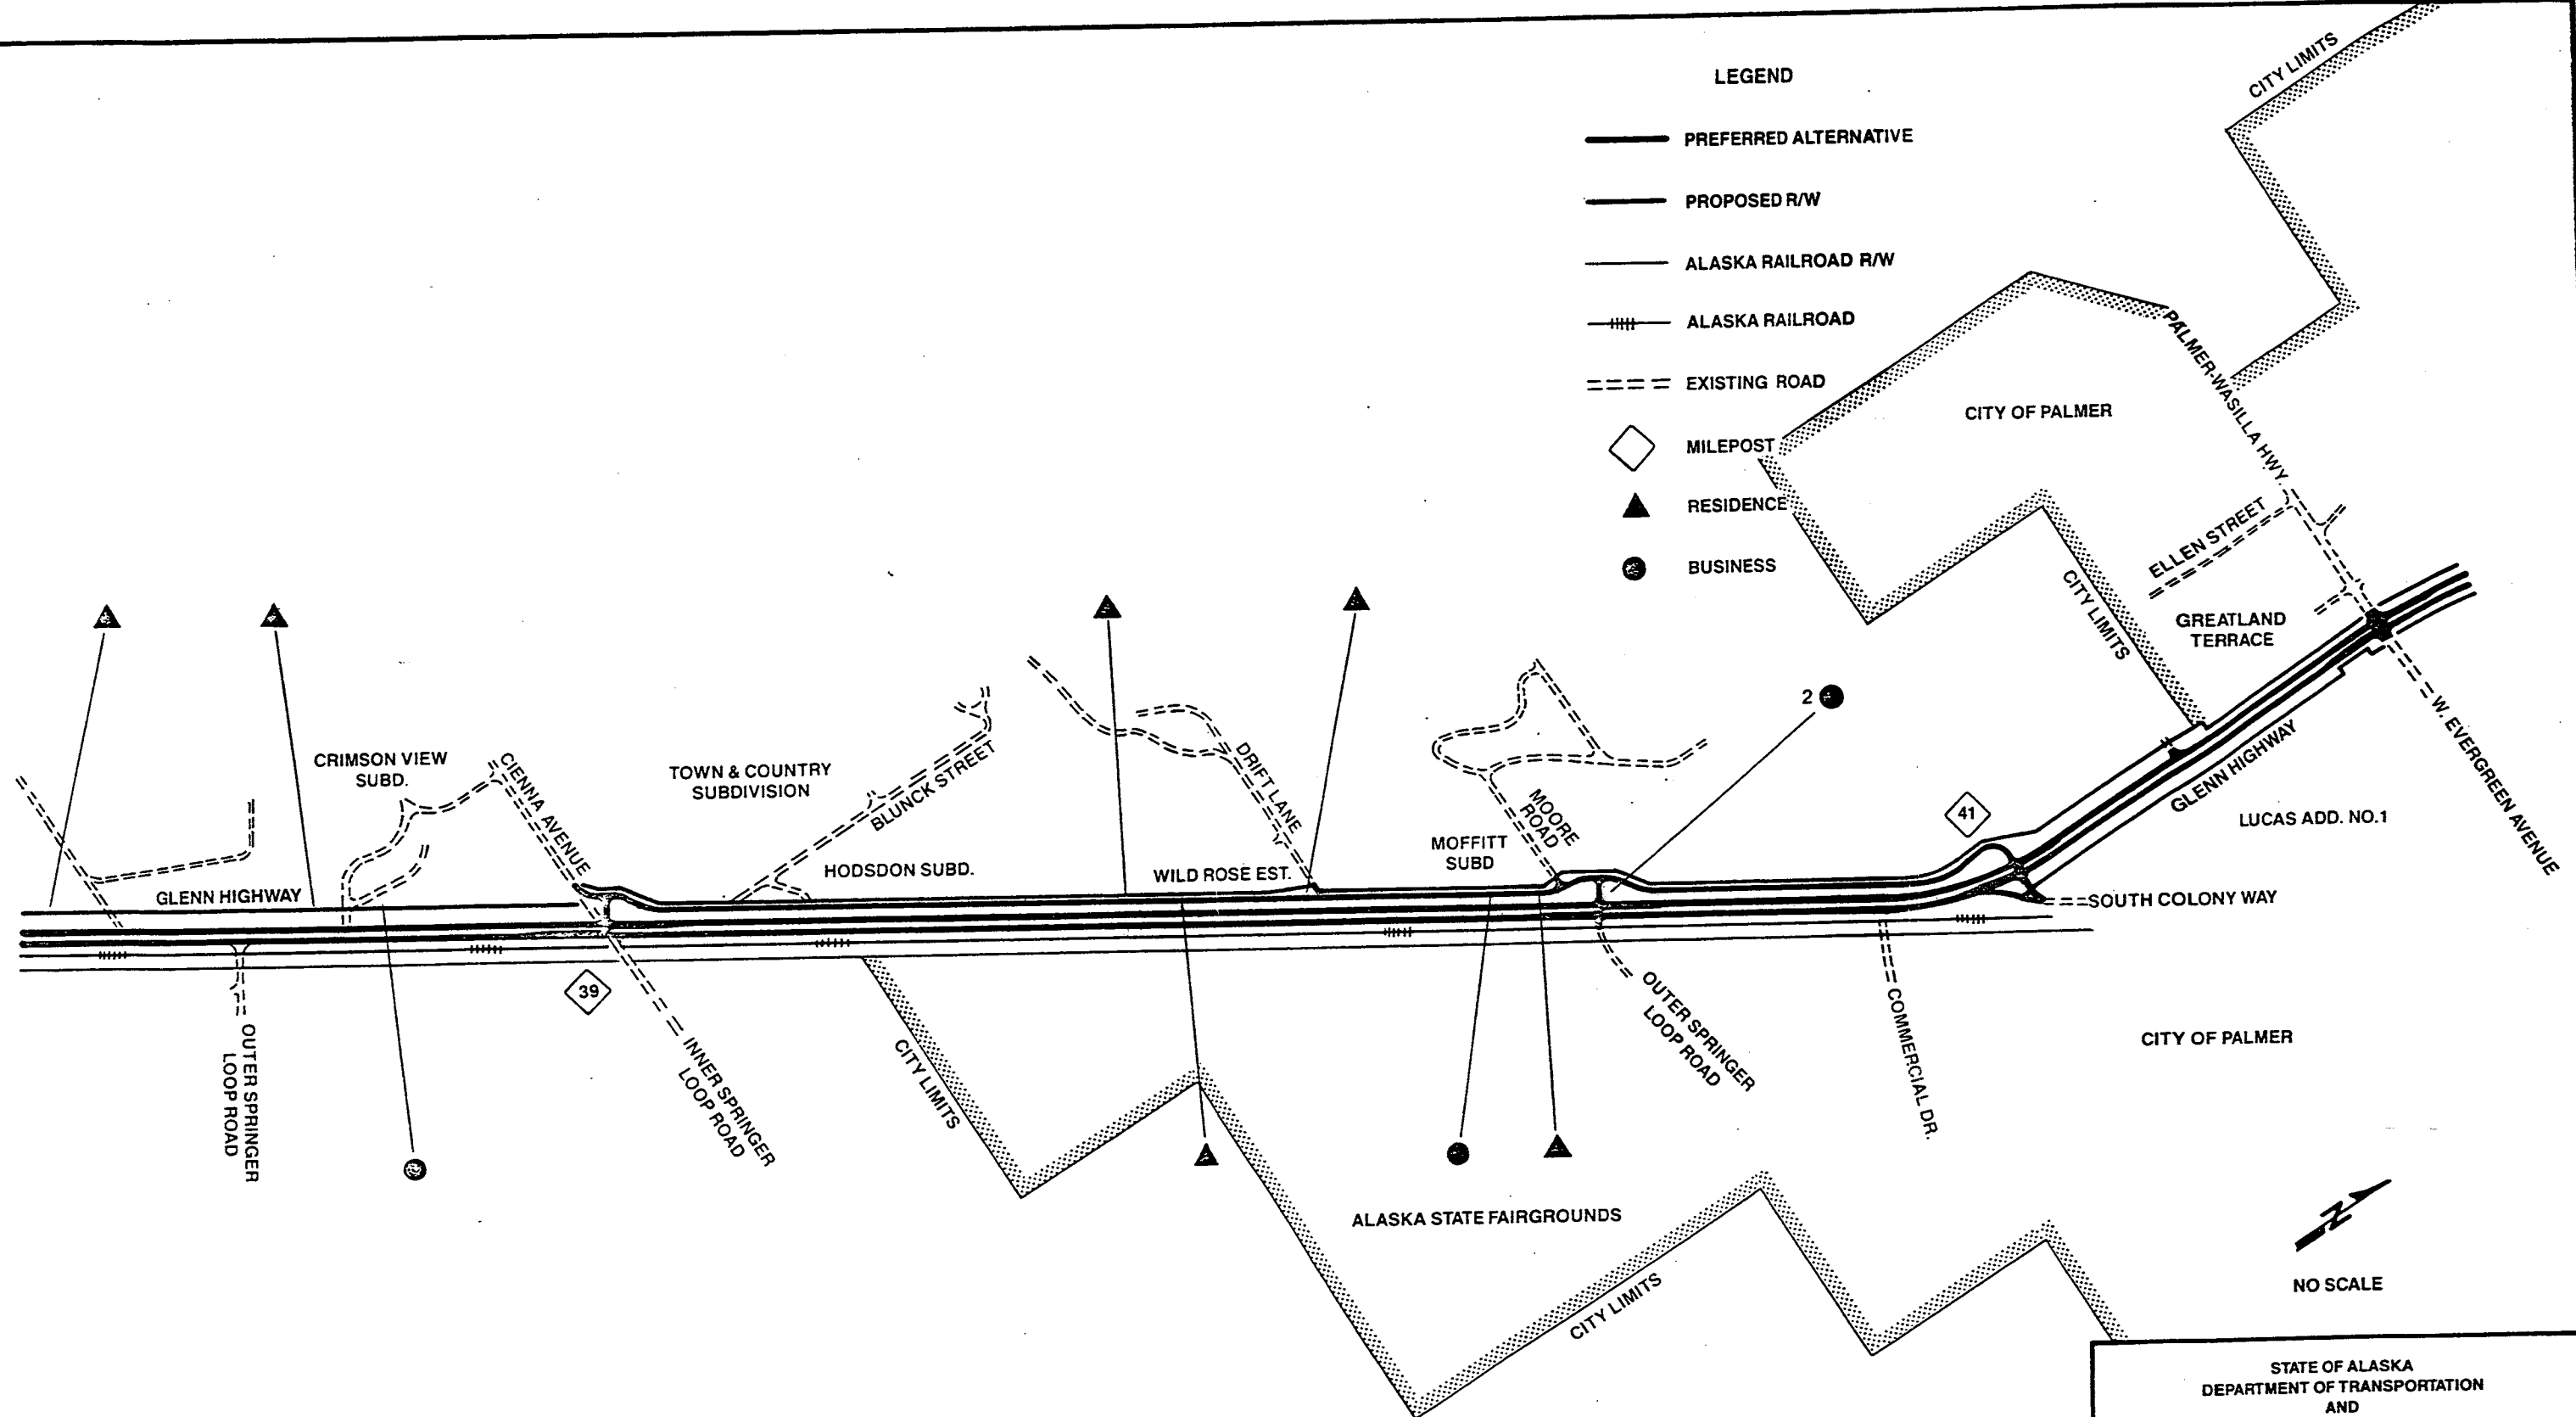 LEGEND
PREFERRED ALTERNATIVE
PROPOSED R/W
ALASKA RAILROAD R/W
ALASKA RAILROAD
EXISTING ROAD
MILEPOST
RESIDENCE
BUSINESS
CITY LIMITS
PALMER-WASILLA HWY.
CITY OF PALMER
ELLEN STREET
CITY LIMITS
GREATLAND
TERRACE
W. EVERGREEN AVENUE
GLENN HIGHWAY
LUCAS ADD. NO.1
2
41
SOUTH COLONY WAY
CRIMSON VIEW
SUBD.
CIENNA AVENUE
TOWN & COUNTRY
SUBDIVISION
BLUNCK STREET
DRIFT LANE
MOORE
ROAD
MOFFITT
SUBD
HODSDON SUBD.
WILD ROSE EST.
GLENN HIGHWAY
39
OUTER SPRINGER
LOOP ROAD
INNER SPRINGER
LOOP ROAD
CITY LIMITS
OUTER SPRINGER
LOOP ROAD
COMMERCIAL DR.
CITY OF PALMER
ALASKA STATE FAIRGROUNDS
CITY LIMITS
N
NO SCALE
STATE OF ALASKA
DEPARTMENT OF TRANSPORTATION
AND